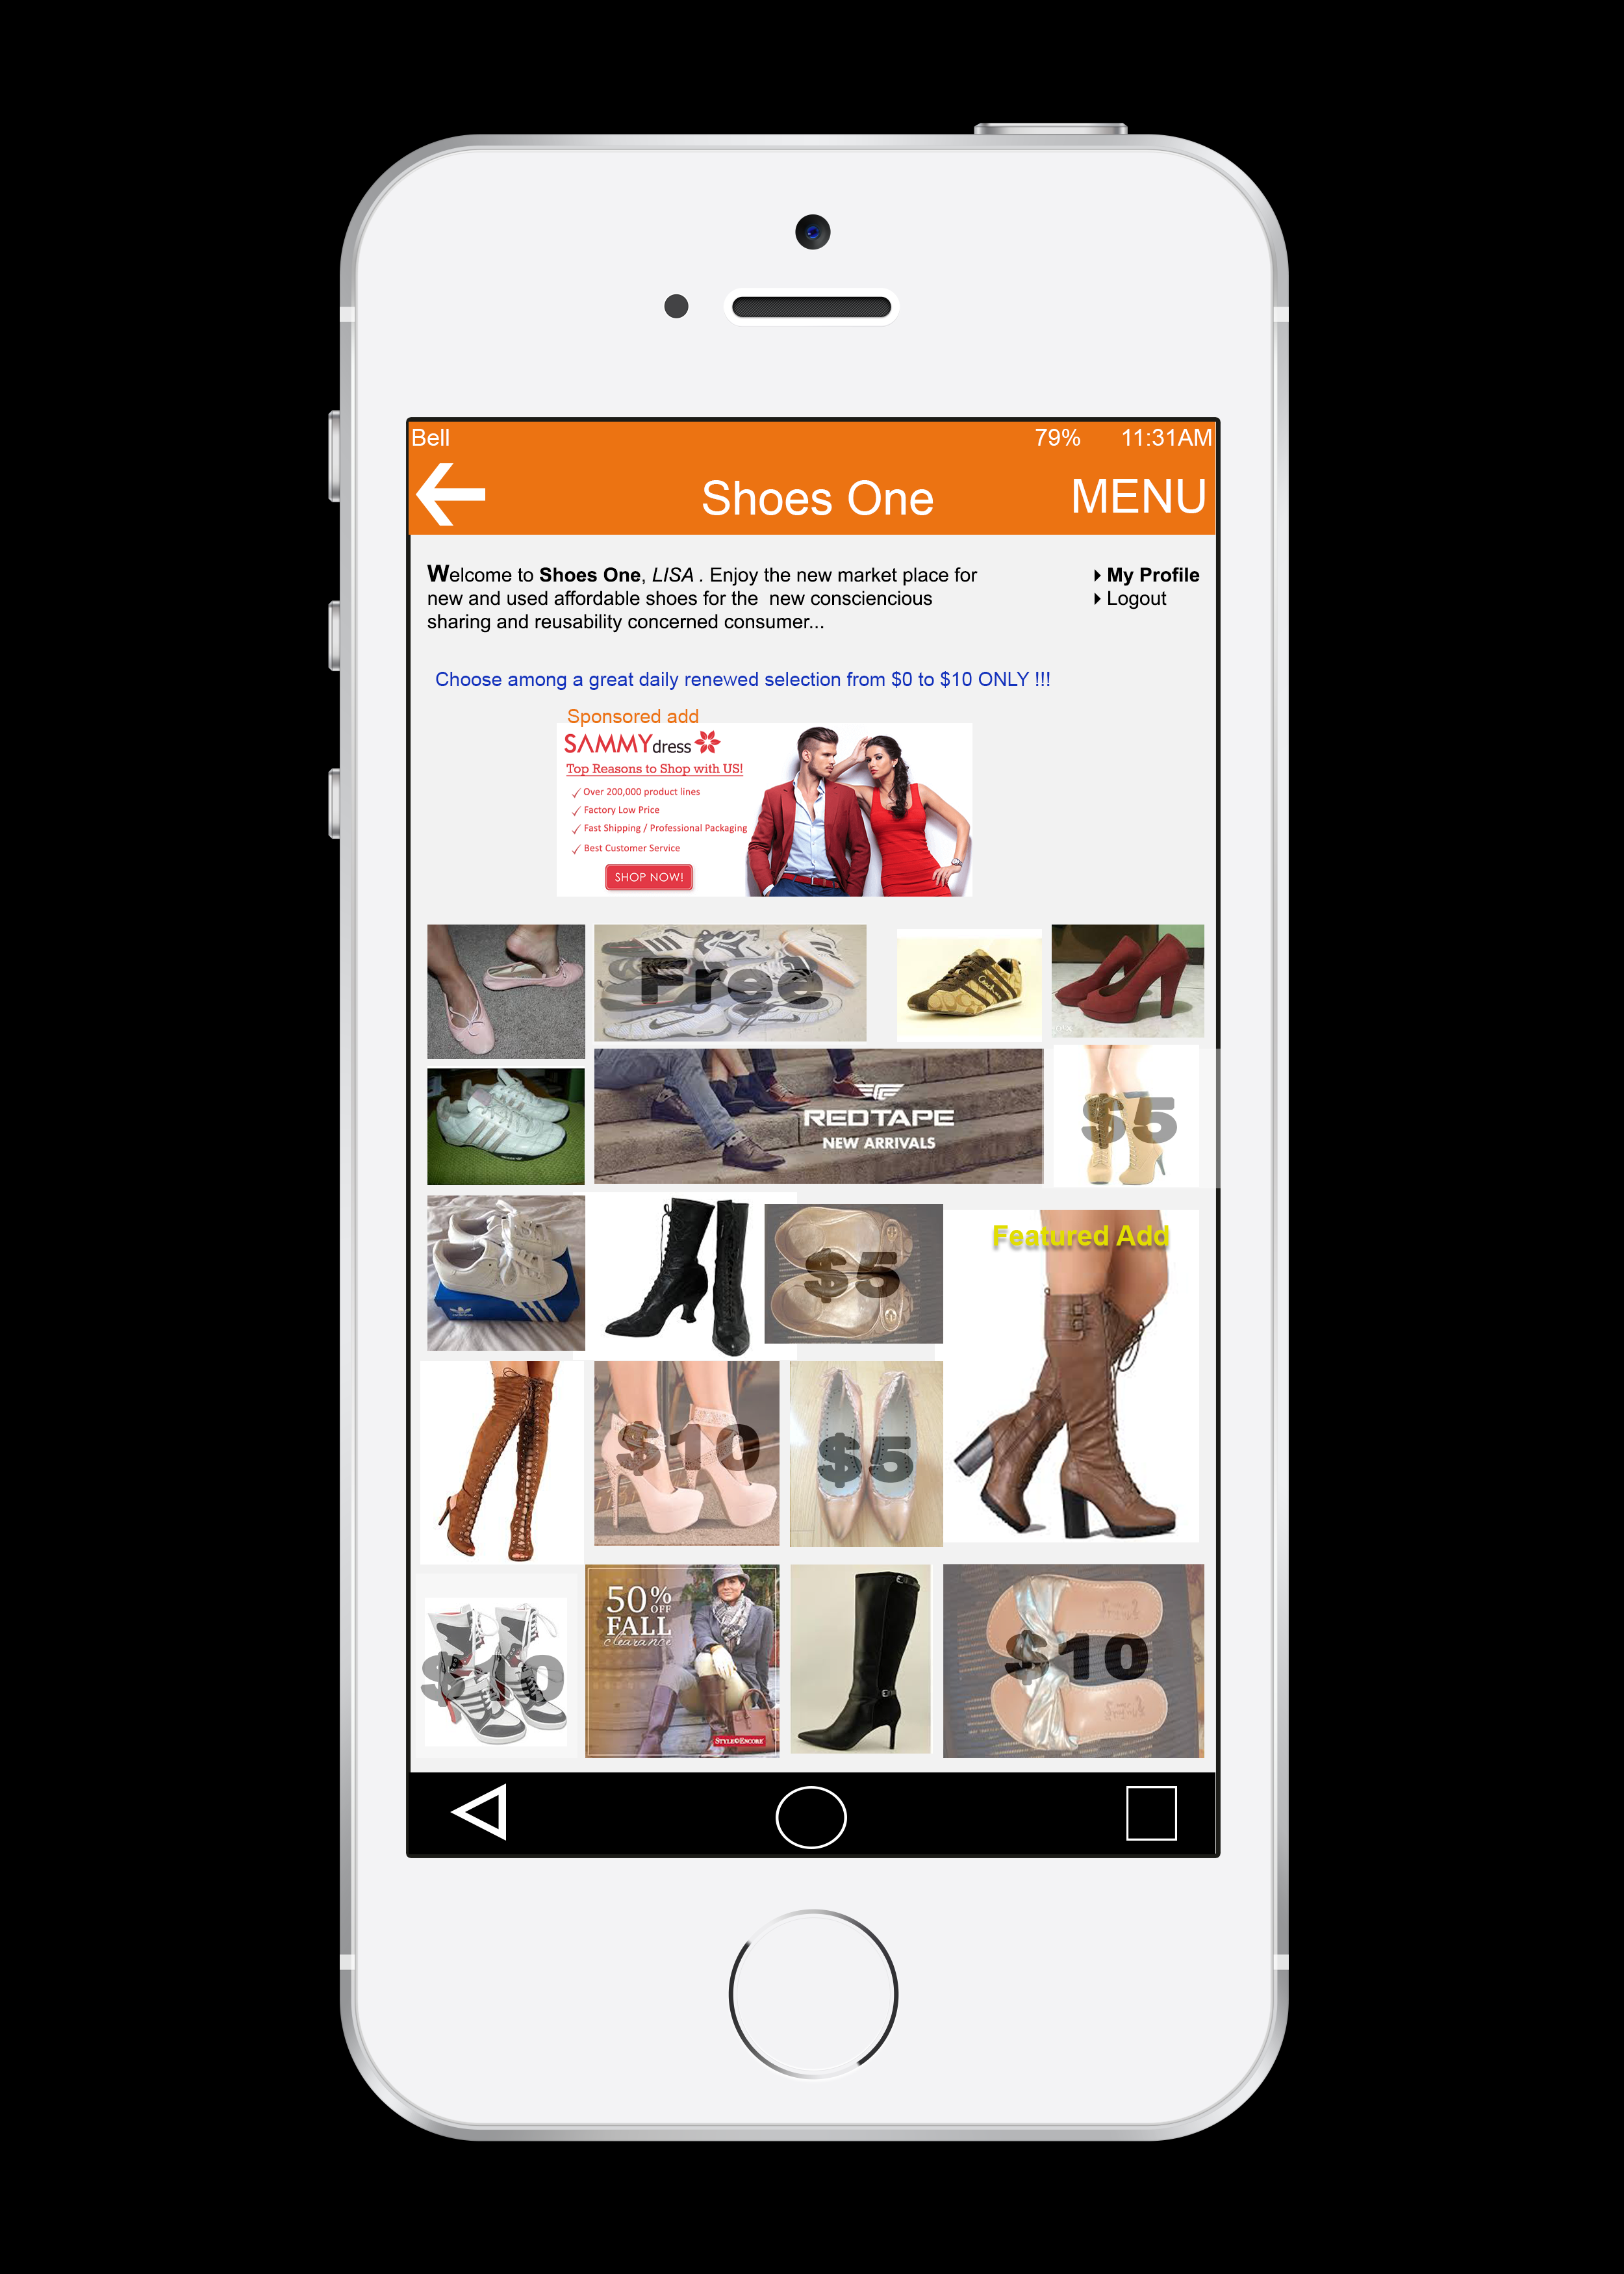 Bell 79% 11:31AM
Shoes One MENU
Welcome to Shoes One, LISA . Enjoy the new market place for
new and used affordable shoes for the new consciencious
sharing and reusability concerned consumer...
My Profile
Logout
Choose among a great daily renewed selection from $0 to $10 ONLY !!!
Sponsored add
SAMMYdress
Top Reasons to Shop with US!
Over 200,000 product lines
Factory Low Price
Fast Shipping / Professional Packaging
Best Customer Service
SHOP NOW!
Free
Coach
REDTAPE
NEW ARRIVALS
$5
$5
Featured Add
$10
$5
$10
50% OFF
FALL
clearance
STYLE ENCORE
$10